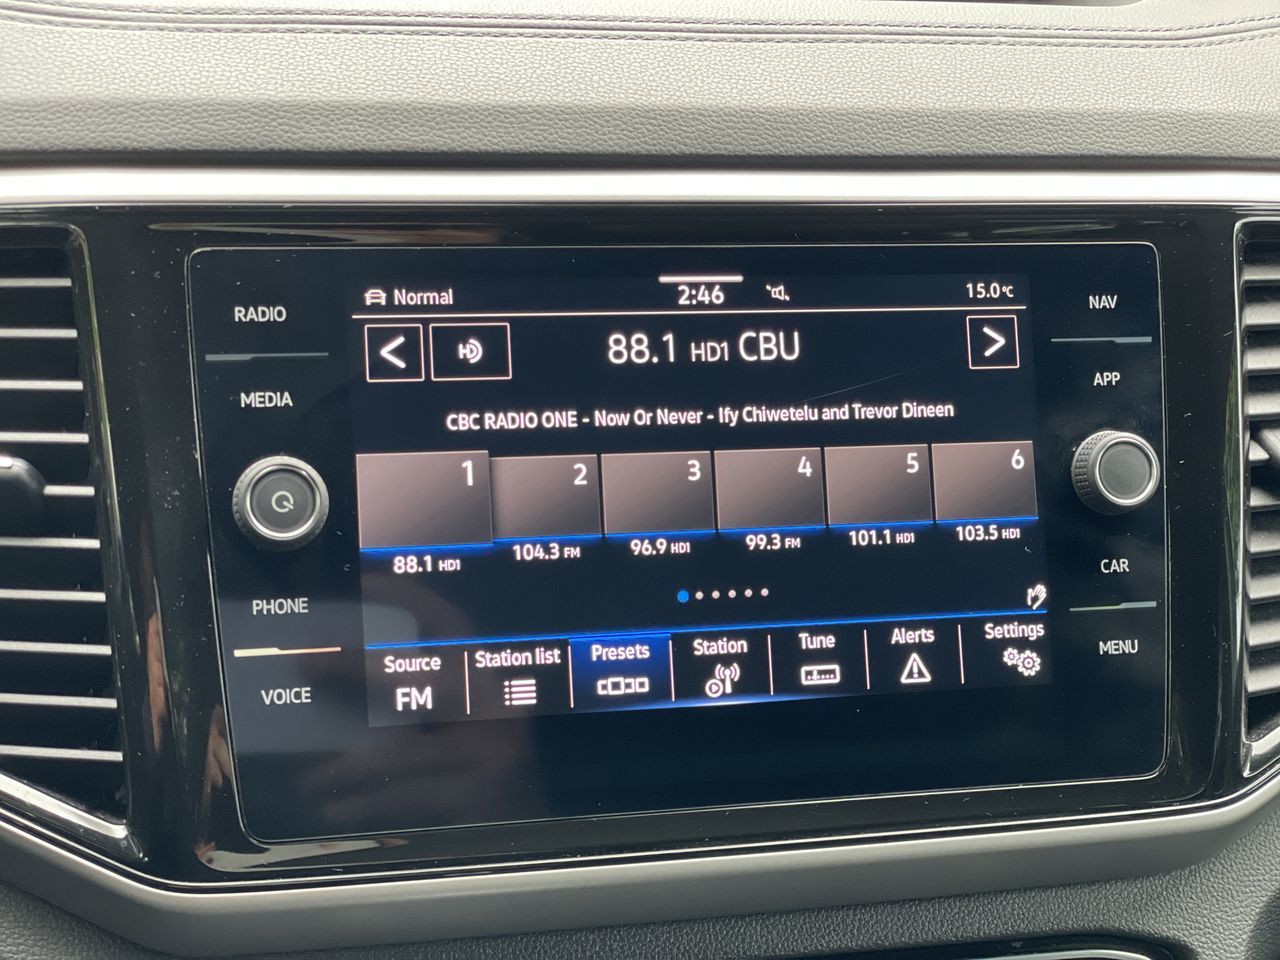 RADIO
MEDIA
PHONE
VOICE
Normal
2:46
15.0°C
HD
88.1 HD1 CBU
CBC RADIO ONE - Now Or Never - Ify Chiwetelu and Trevor Dineen
1 2 3 4 5 6
88.1 HD1 104.3 FM 96.9 HD1 99.3 FM 101.1 HD1 103.5 HD1
Source Station list Presets Station Tune Alerts Settings
FM
NAV
APP
CAR
MENU